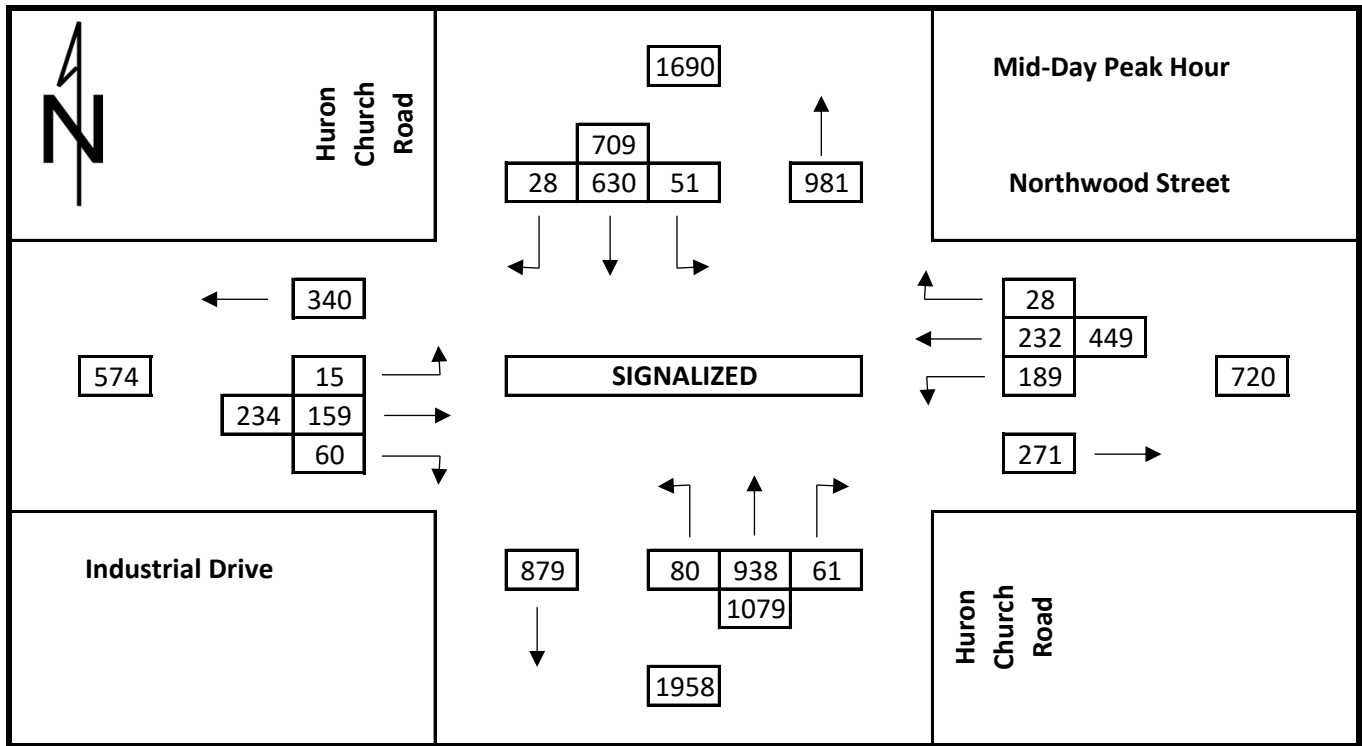 N
Huron
Church
Road
Mid-Day Peak Hour
Northwood Street
1690
709
28 630 51
981
340
574
15
234 159
60
SIGNALIZED
28
232 449
189
720
271
Industrial Drive
879
80 938 61
1079
1958
Huron
Church
Road